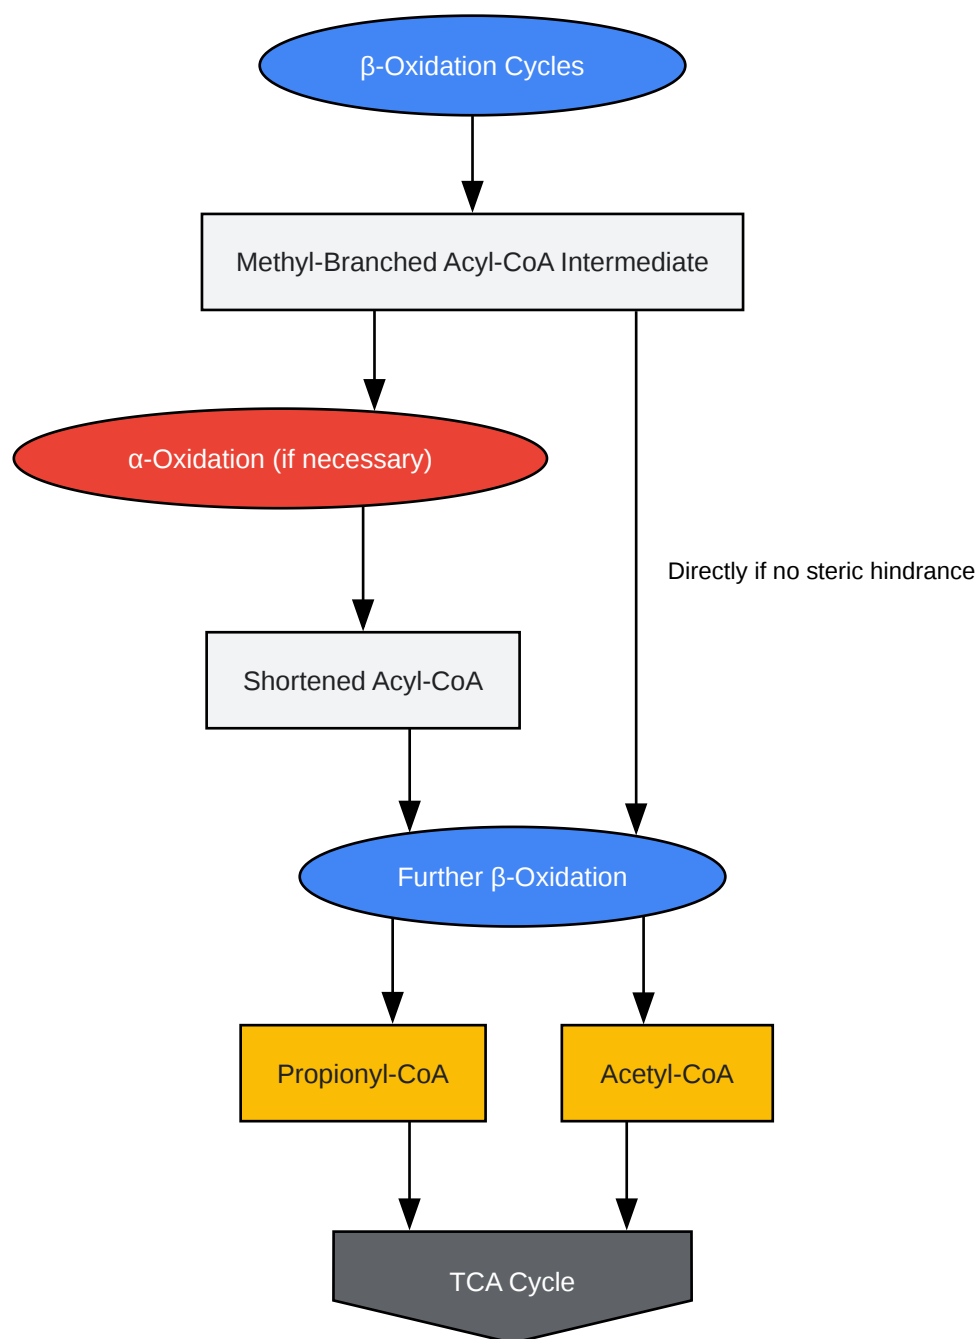 β-Oxidation Cycles
Methyl-Branched Acyl-CoA Intermediate
α-Oxidation (if necessary)
Directly if no steric hindrance
Shortened Acyl-CoA
Further β-Oxidation
Propionyl-CoA
Acetyl-CoA
TCA Cycle